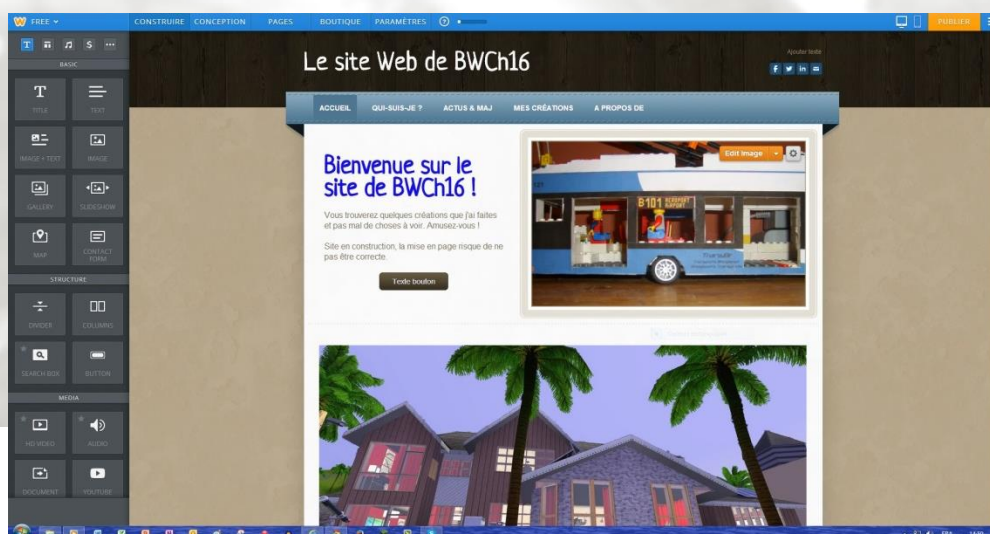 FREE
CONSTRUIRE CONCEPTION PAGES BOUTIQUE PARAMÈTRES PUBLIER
BASIC
TITLE TEXT
IMAGE + TEXT IMAGE
GALLERY SLIDESHOW
MAP CONTACT FORM
STRUCTURE
DIVIDER COLUMNS
SEARCH BOX BUTTON
MEDIA
HD VIDEO AUDIO
DOCUMENT YOUTUBE
Le site Web de BWCh16
Ajouter texte
ACCUEIL QUI-SUIS-JE ? ACTUS & MAJ MES CRÉATIONS A PROPOS DE
Bienvenue sur le
site de BWCh16 !
Vous trouverez quelques créations que j'ai faites
et pas mal de choses à voir. Amusez-vous !
Site en construction, la mise en page risque de ne
pas être correcte.
Texte bouton
Edit Image
B101 AEROPORT
AIRPORT